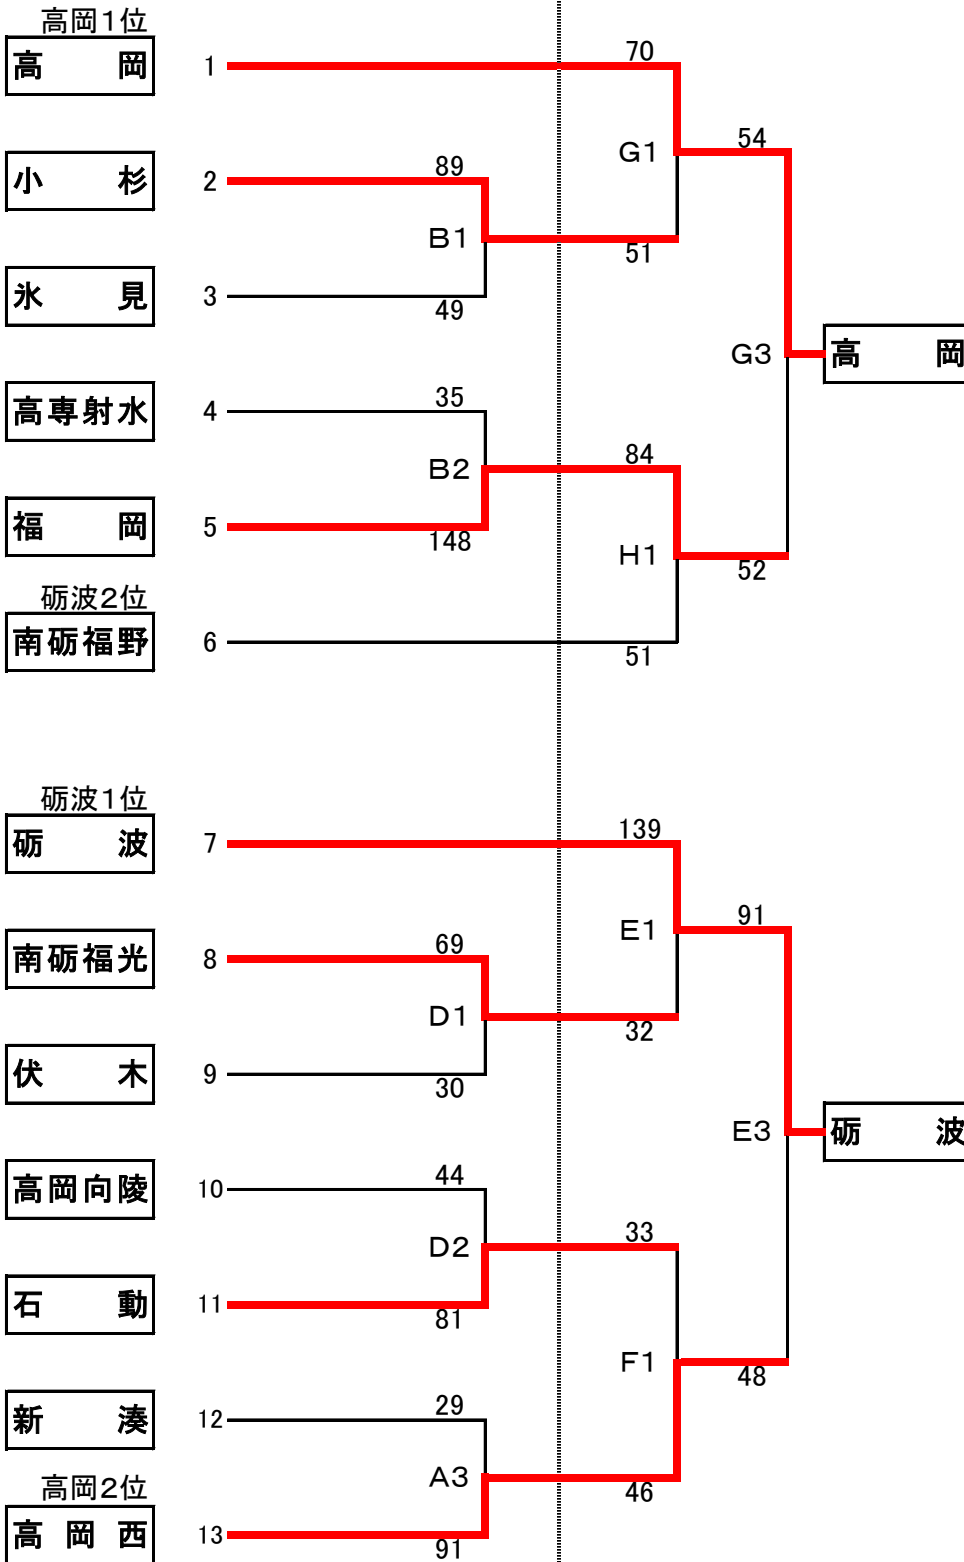 高岡1位
高岡 1 70
G1 54
小杉 2 89
B1 51
氷見 3 49
G3 高岡
高専射水 4 35
B2 84
福岡 5 148
H1 52
砺波2位
南砺福野 6 51
砺波1位
砺波 7 139
E1 91
南砺福光 8 69
D1 32
伏木 9 30
E3 砺波
高岡向陵 10 44
D2 33
石動 11 81
F1 48
新湊 12 29
A3 46
高岡2位
高岡西 13 91